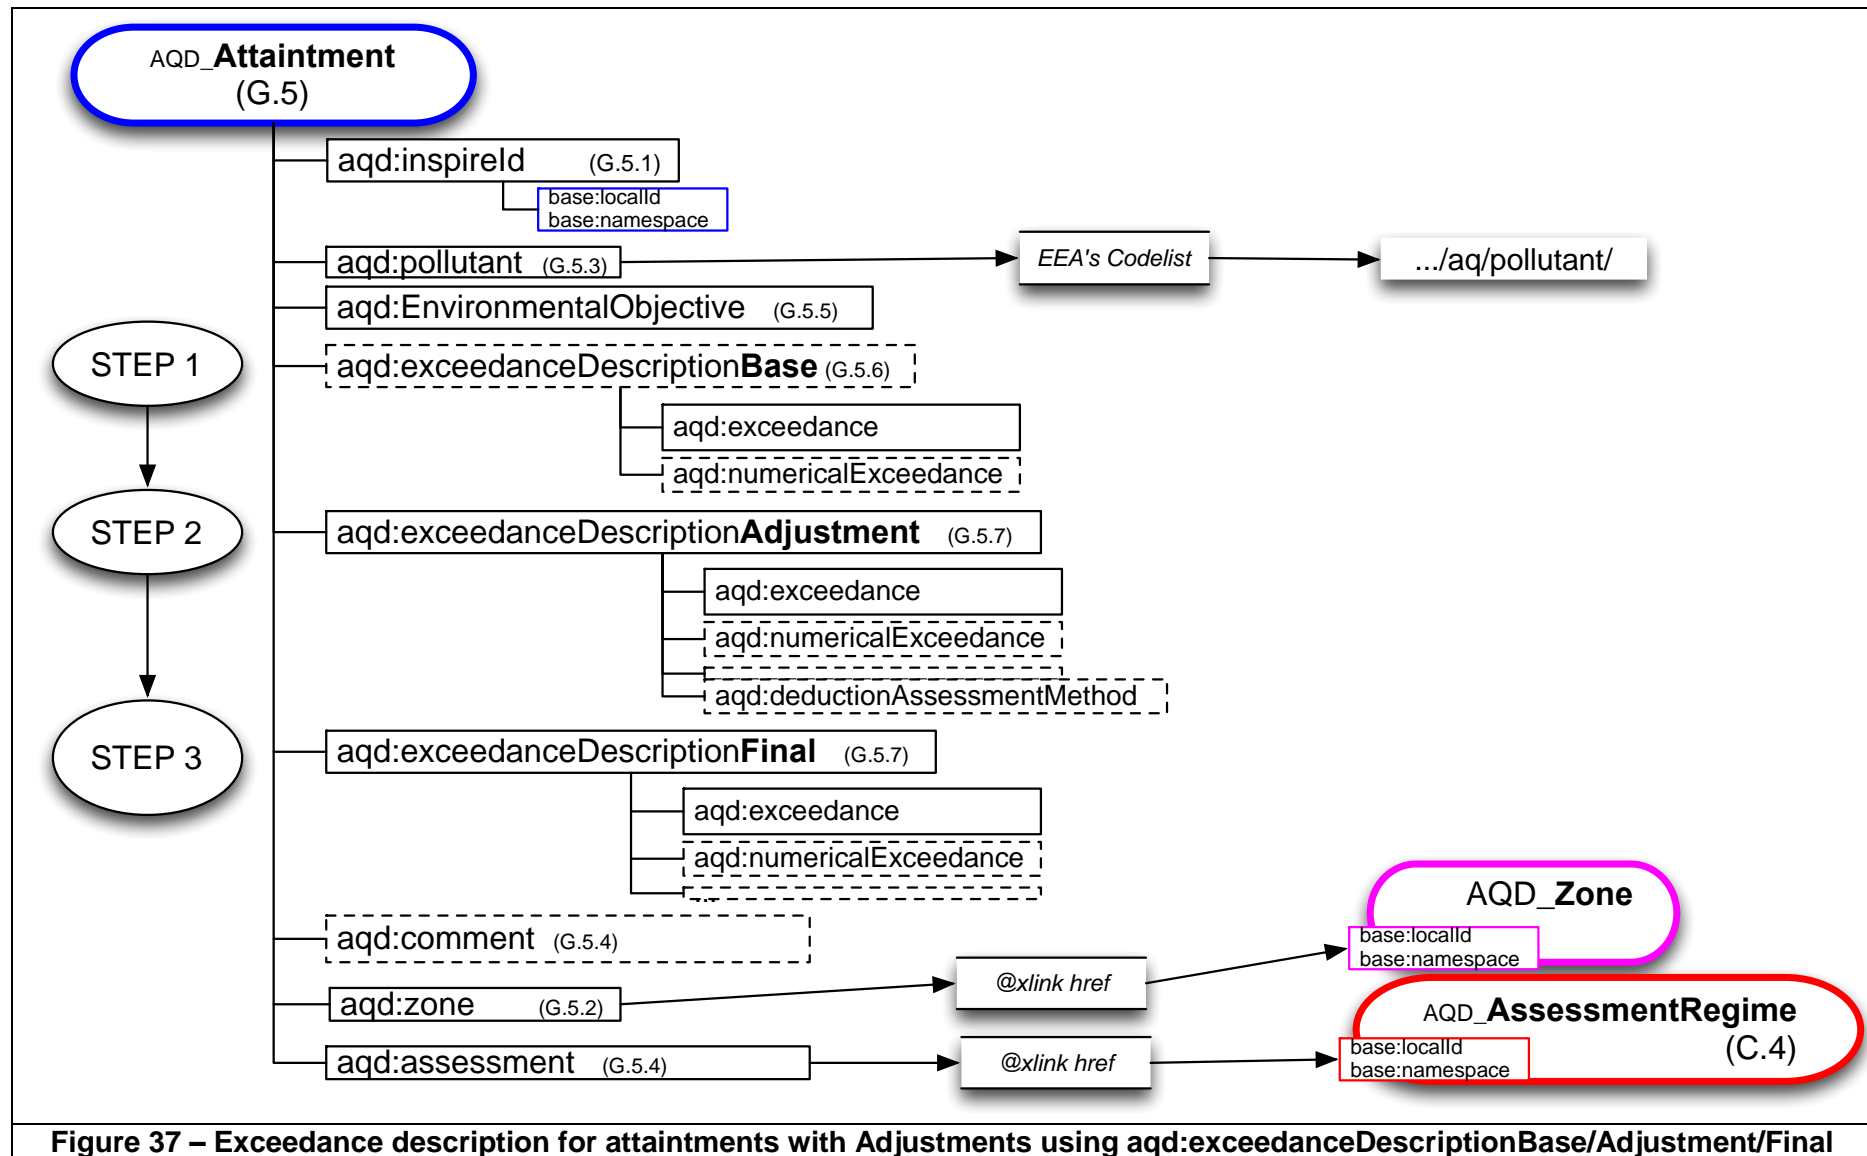 AQD_Attaintment
(G.5)
aqd:inspireId (G.5.1)
base:localId
base:namespace
aqd:pollutant (G.5.3)
EEA's Codelist
.../aq/pollutant/
aqd:EnvironmentalObjective (G.5.5)
STEP 1
aqd:exceedanceDescriptionBase (G.5.6)
aqd:exceedance
aqd:numericalExceedance
STEP 2
aqd:exceedanceDescriptionAdjustment (G.5.7)
aqd:exceedance
aqd:numericalExceedance
aqd:deductionAssessmentMethod
STEP 3
aqd:exceedanceDescriptionFinal (G.5.7)
aqd:exceedance
aqd:numericalExceedance
...
aqd:comment (G.5.4)
AQD_Zone
base:localId
base:namespace
aqd:zone (G.5.2)
@xlink href
AQD_AssessmentRegime
(C.4)
base:localId
base:namespace
aqd:assessment (G.5.4)
@xlink href
Figure 37 – Exceedance description for attaintments with Adjustments using aqd:exceedanceDescriptionBase/Adjustment/Final